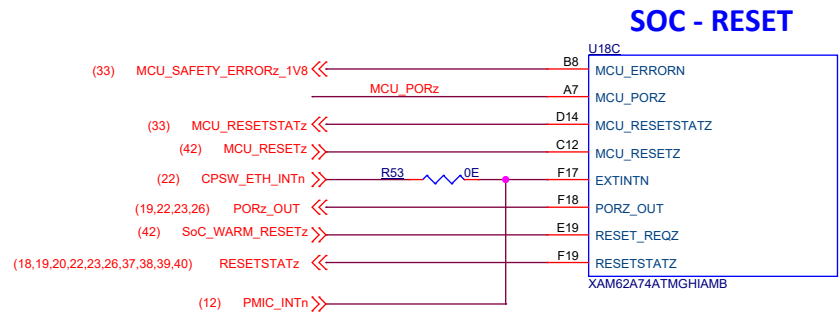 SOC - RESET
U18C
(33) MCU_SAFETY_ERRORz_1V8 B8 MCU_ERRORN
MCU_PORz A7 MCU_PORZ
(33) MCU_RESETSTATz D14 MCU_RESETSTATZ
(42) MCU_RESETz C12 MCU_RESETZ
(22) CPSW_ETH_INTn R53 0E F17 EXTINTN
(19,22,23,26) PORz_OUT F18 PORZ_OUT
(42) SoC_WARM_RESETz E19 RESET_REQZ
(18,19,20,22,23,26,37,38,39,40) RESETSTATz F19 RESETSTATZ
XAM62A74ATMGHIAMB
(12) PMIC_INTn